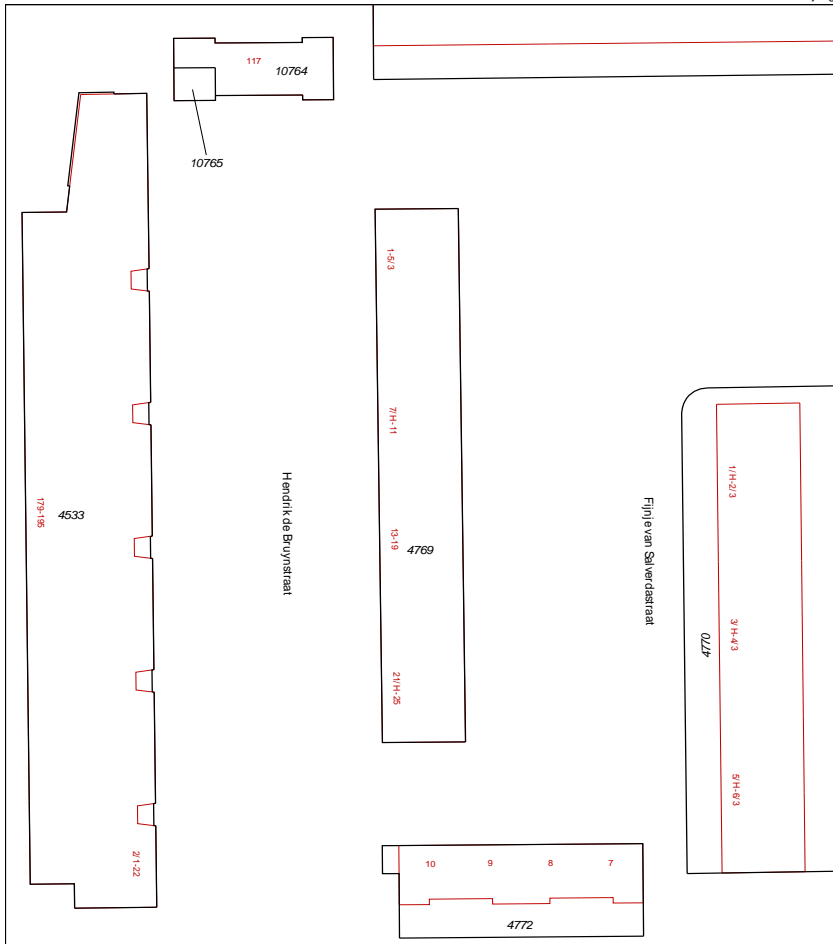 117
10764
10765
1-5/3
7/H-11
13-19
21/H-25
4769
Hendrik de Bruynstraat
179-195
4533
2/1-22
Fijnje van Salverdastraat
1/H-2/3
3/H-4/3
5/H-6/3
4770
10
9
8
7
4772